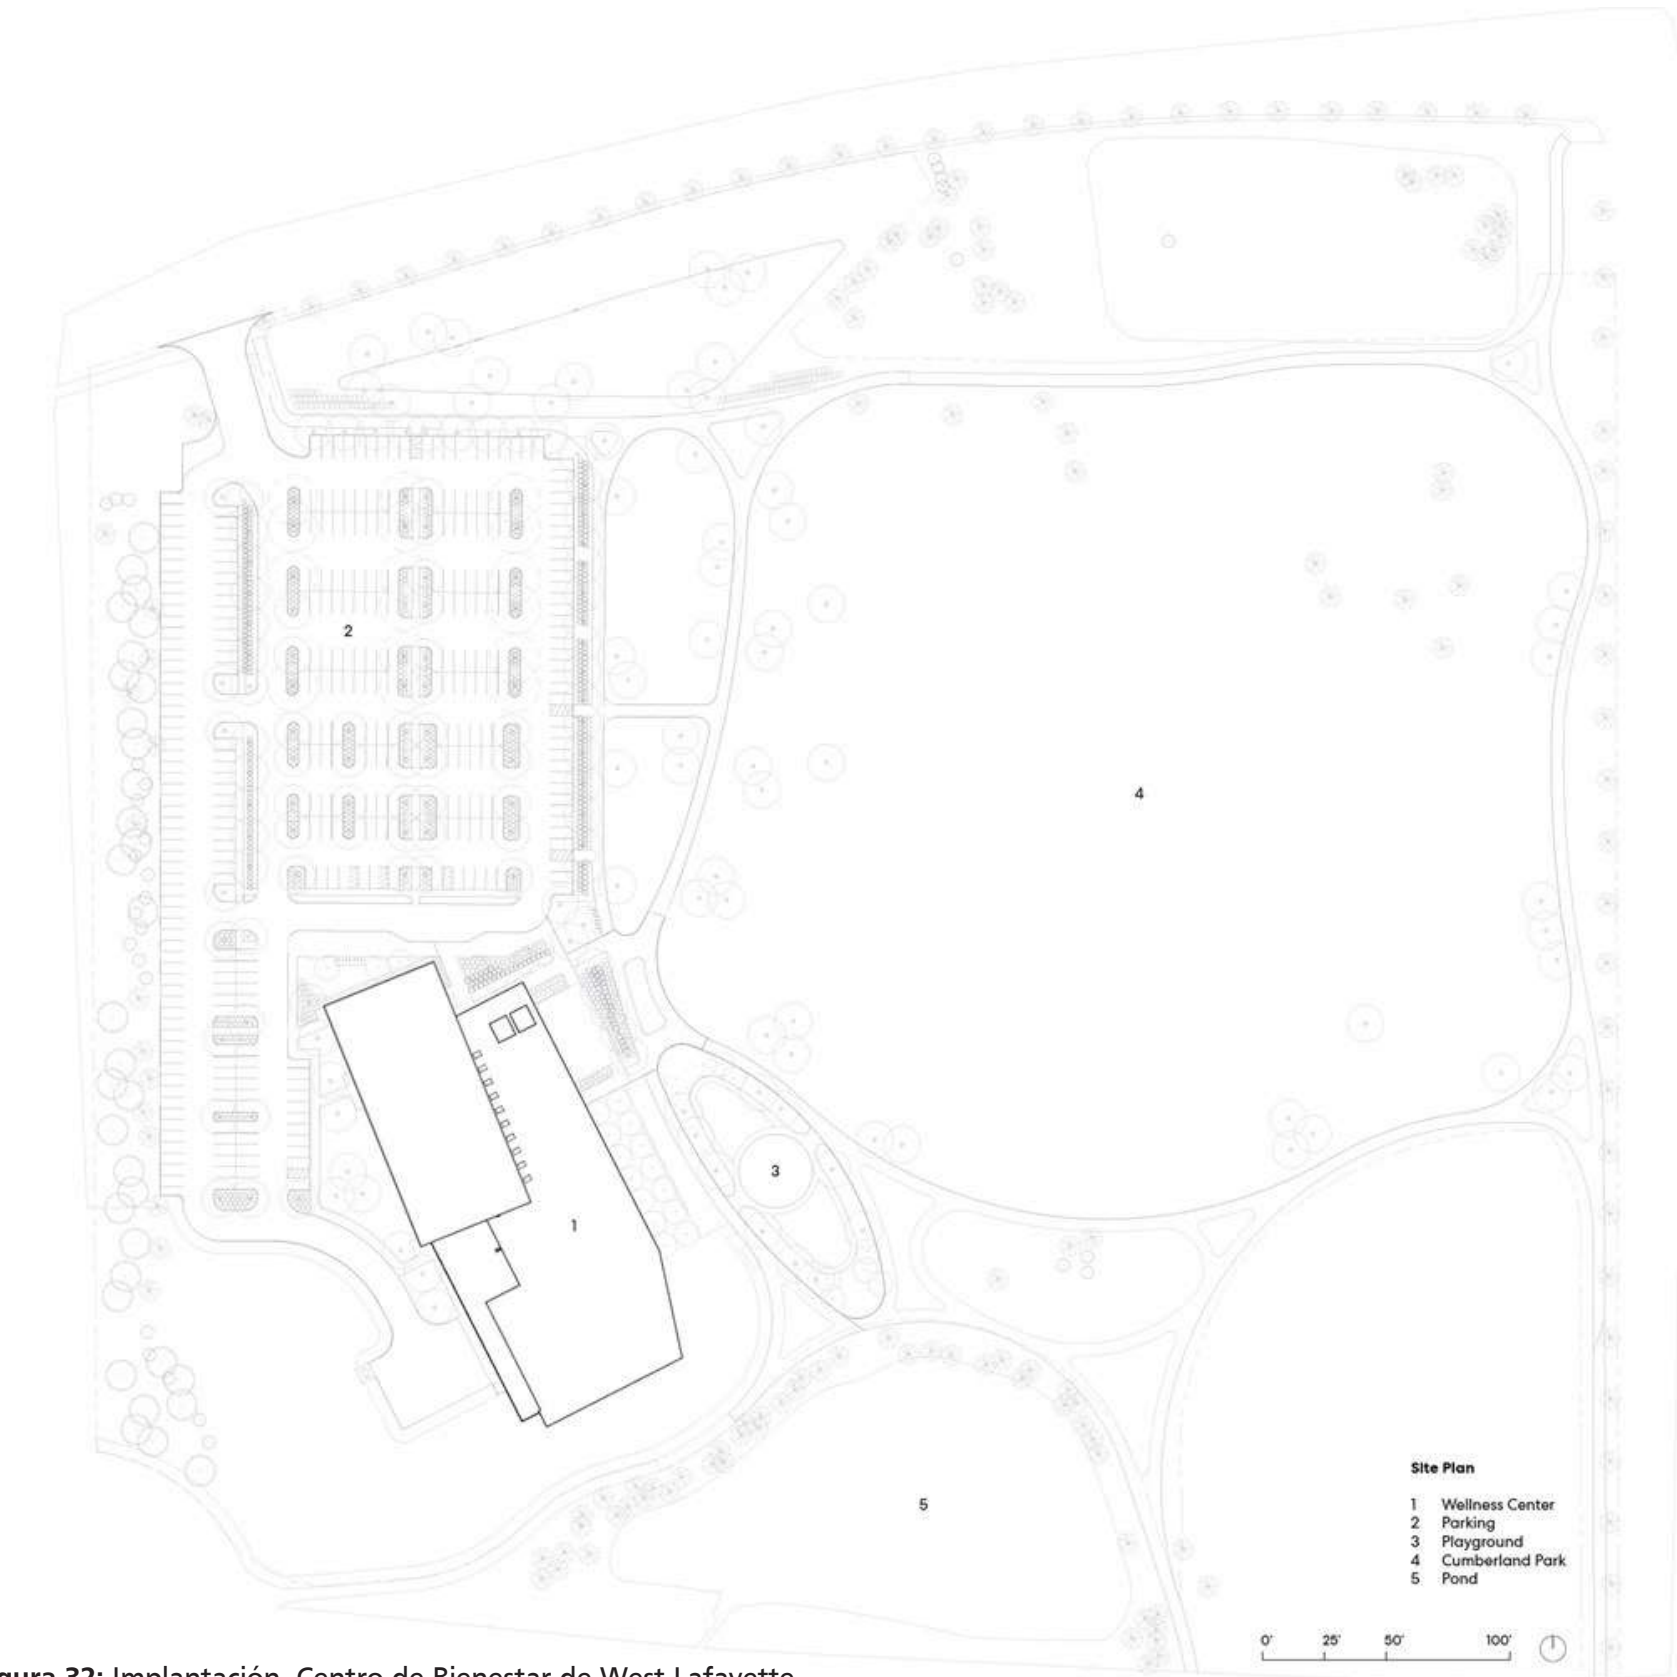 2
4
3
1
5
Site Plan
1 Wellness Center
2 Parking
3 Playground
4 Cumberland Park
5 Pond
0' 25' 50' 100'
gura 32: Implantación, Centro de Bienestar de West Lafayette